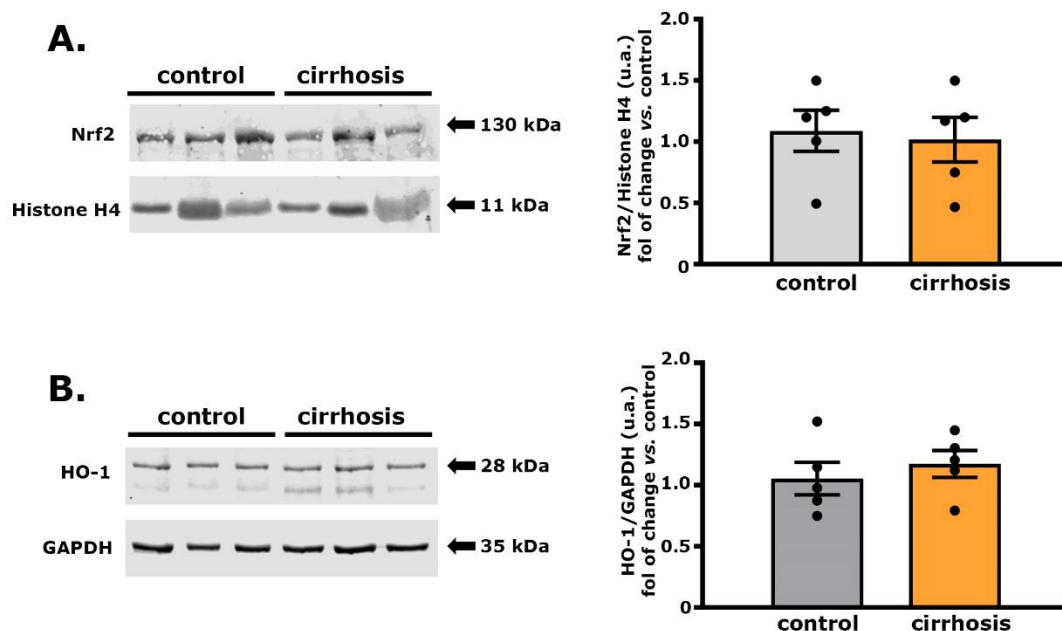 A.
control cirrhosis
Nrf2
130 kDa
Histone H4
11 kDa
Nrf2/Histone H4 (u.a.)
fol of change vs. control
2.0
1.5
1.0
0.5
0
control cirrhosis
B.
control cirrhosis
HO-1
28 kDa
GAPDH
35 kDa
HO-1/GAPDH (u.a.)
fol of change vs. control
2.0
1.5
1.0
0.5
0
control cirrhosis